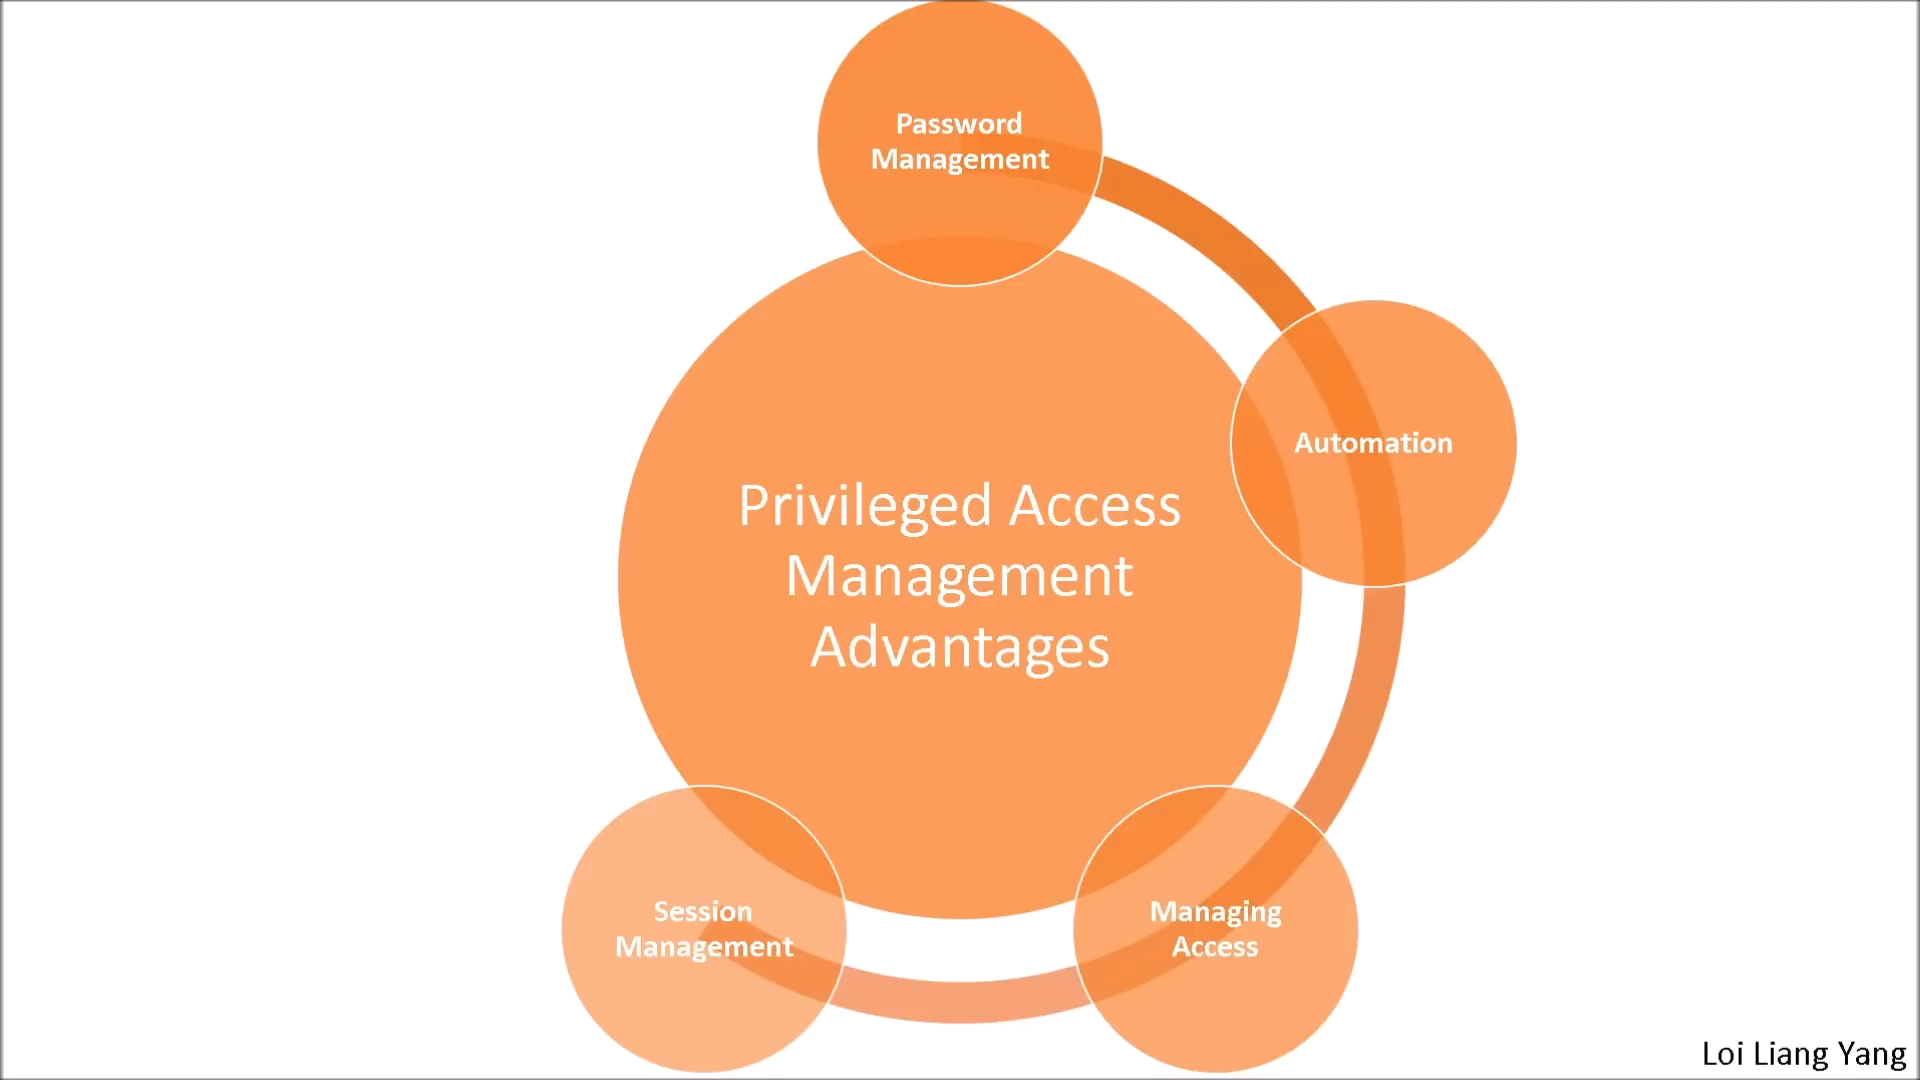 Password
Management
Automation
Privileged Access
Management
Advantages
Session
Management
Managing
Access
Loi Liang Yang